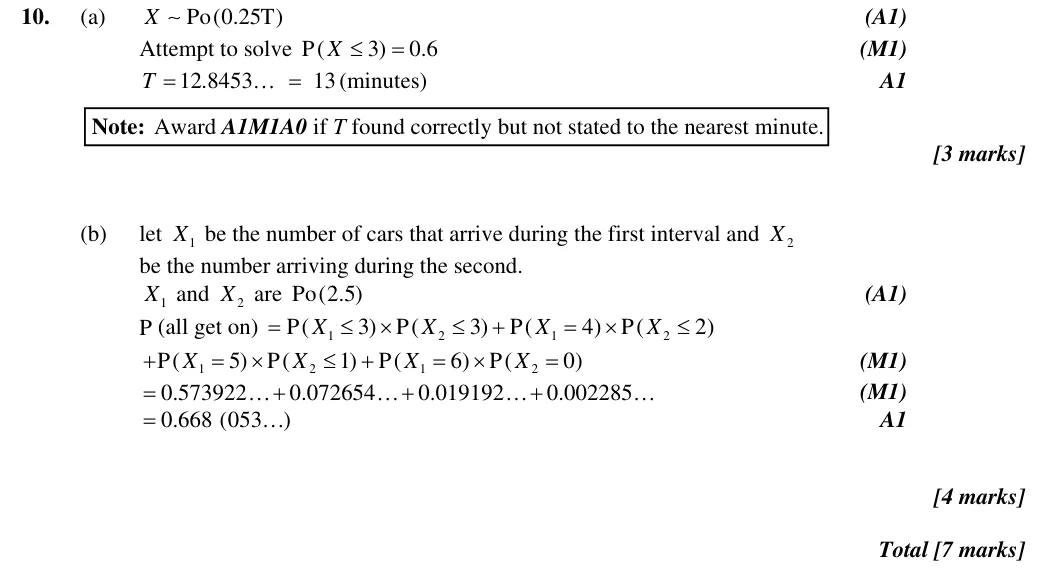 10. (a) X ~ Po(0.25T) (A1)
Attempt to solve P(X ≤ 3) = 0.6 (M1)
T = 12.8453… = 13 (minutes) A1
Note: Award A1M1A0 if T found correctly but not stated to the nearest minute.
[3 marks]
(b) let X₁ be the number of cars that arrive during the first interval and X₂
be the number arriving during the second.
X₁ and X₂ are Po(2.5) (A1)
P (all get on) = P(X₁ ≤ 3) × P(X₂ ≤ 3) + P(X₁ = 4) × P(X₂ ≤ 2)
+P(X₁ = 5) × P(X₂ ≤ 1) + P(X₁ = 6) × P(X₂ = 0) (M1)
= 0.573922… + 0.072654… + 0.019192… + 0.002285… (M1)
= 0.668 (053…) A1
[4 marks]
Total [7 marks]